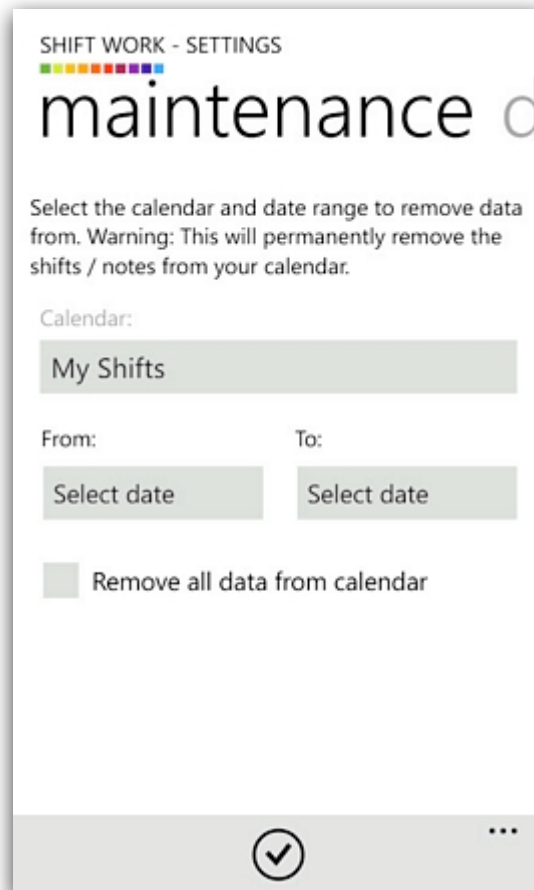 SHIFT WORK - SETTINGS
maintenance d
Select the calendar and date range to remove data
from. Warning: This will permanently remove the
shifts / notes from your calendar.
Calendar:
My Shifts
From: To:
Select date Select date
Remove all data from calendar